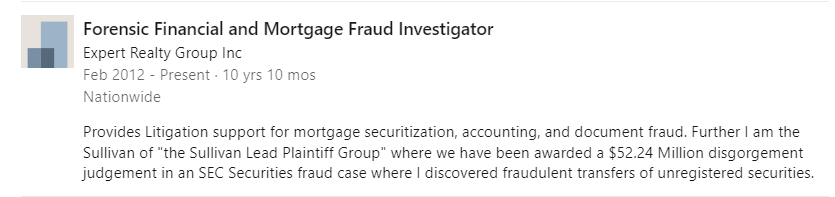 Forensic Financial and Mortgage Fraud Investigator
Expert Realty Group Inc
Feb 2012 - Present · 10 yrs 10 mos
Nationwide
Provides Litigation support for mortgage securitization, accounting, and document fraud. Further I am the
Sullivan of "the Sullivan Lead Plaintiff Group" where we have been awarded a $52.24 Million disgorgement
judgement in an SEC Securities fraud case where I discovered fraudulent transfers of unregistered securities.